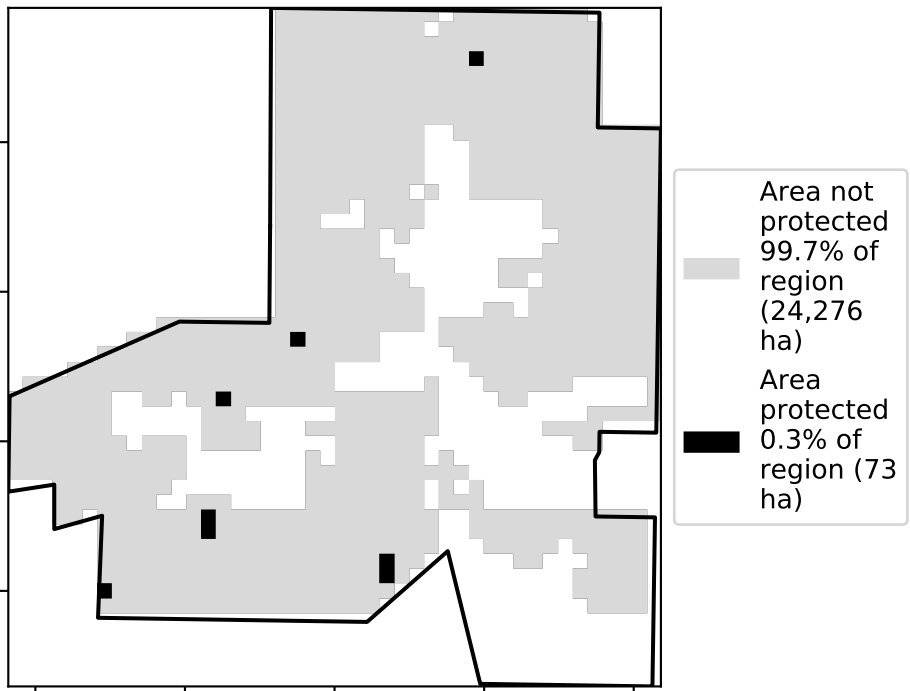 Area not
protected
99.7% of
region
(24,276
ha)
Area
protected
0.3% of
region (73
ha)